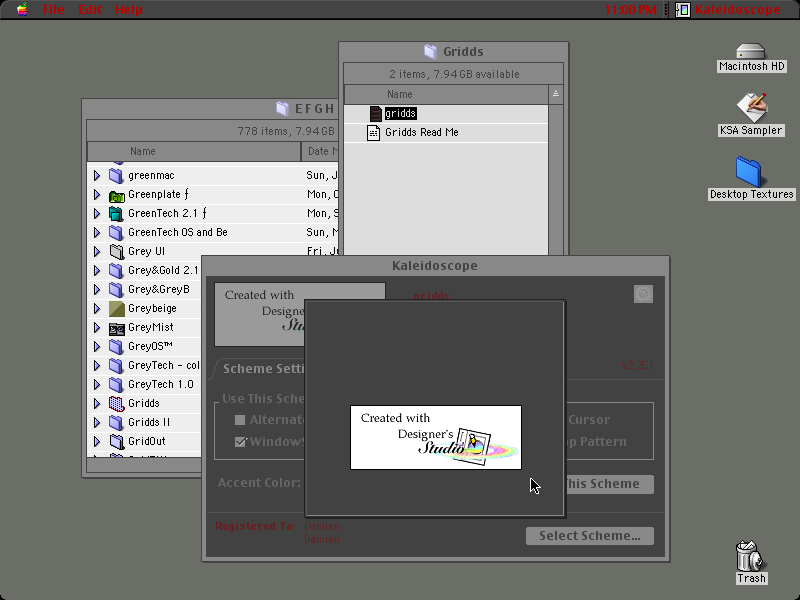 File Edit Help
11:00 PM Kaleidoscope
Macintosh HD
KSA Sampler
Desktop Textures
Trash
Gridds
2 items, 7.94 GB available
Name
gridds
Gridds Read Me
E F G H
778 items, 7.94 GB
Name Date
greenmac Sun, J
Greenplate ƒ Mon,
GreenTech 2.1 ƒ Mon, S
GreenTech OS and Be Sun,
Grey UI Fri, J
Grey&Gold 2.1
Grey&GreyB
Greybeige
GreyMist
GreyOS™
GreyTech - col
GreyTech 1.0
Gridds
Gridds II
GridOut
Kaleidoscope
Created with
Designe
Stu
gridds
v2.3.1
Scheme Setti
Use This Sche
Alternat
Windows
Cursor
op Pattern
Accent Color:
This Scheme
Registered To: Damien
Damien
Select Scheme...
Created with
Designer's
Studio